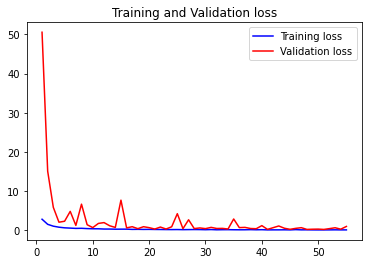 Training and Validation loss
Training loss
Validation loss
50
40
30
20
10
0
0 10 20 30 40 50